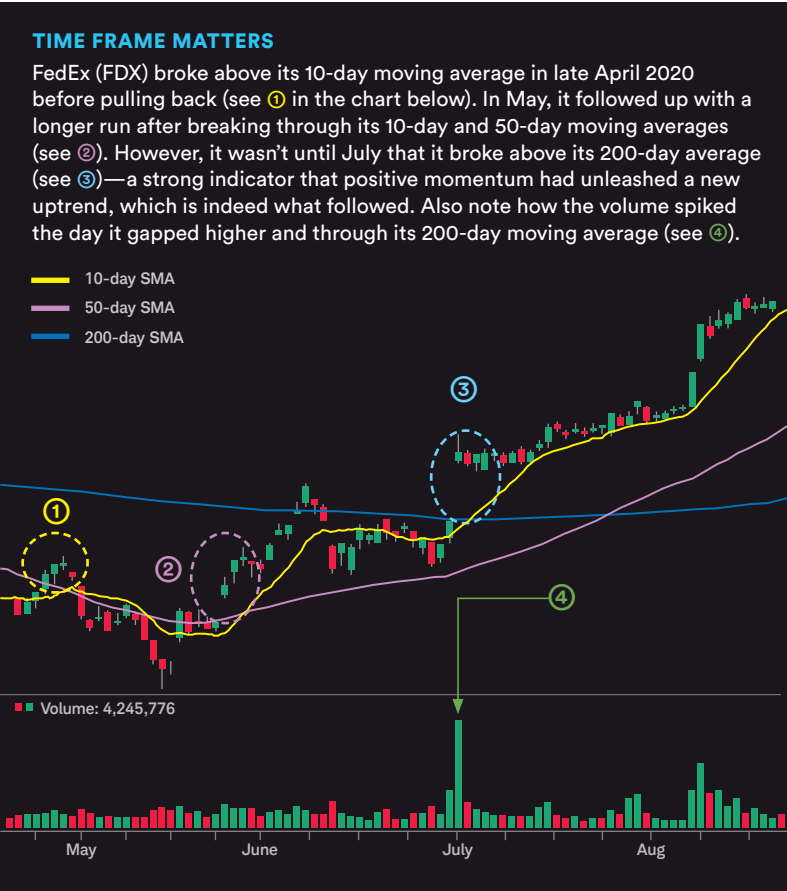 TIME FRAME MATTERS
FedEx (FDX) broke above its 10-day moving average in late April 2020
before pulling back (see ① in the chart below). In May, it followed up with a
longer run after breaking through its 10-day and 50-day moving averages
(see ②). However, it wasn’t until July that it broke above its 200-day average
(see ③)—a strong indicator that positive momentum had unleashed a new
uptrend, which is indeed what followed. Also note how the volume spiked
the day it gapped higher and through its 200-day moving average (see ④).
10-day SMA
50-day SMA
200-day SMA
③
①
②
④
Volume: 4,245,776
May June July Aug